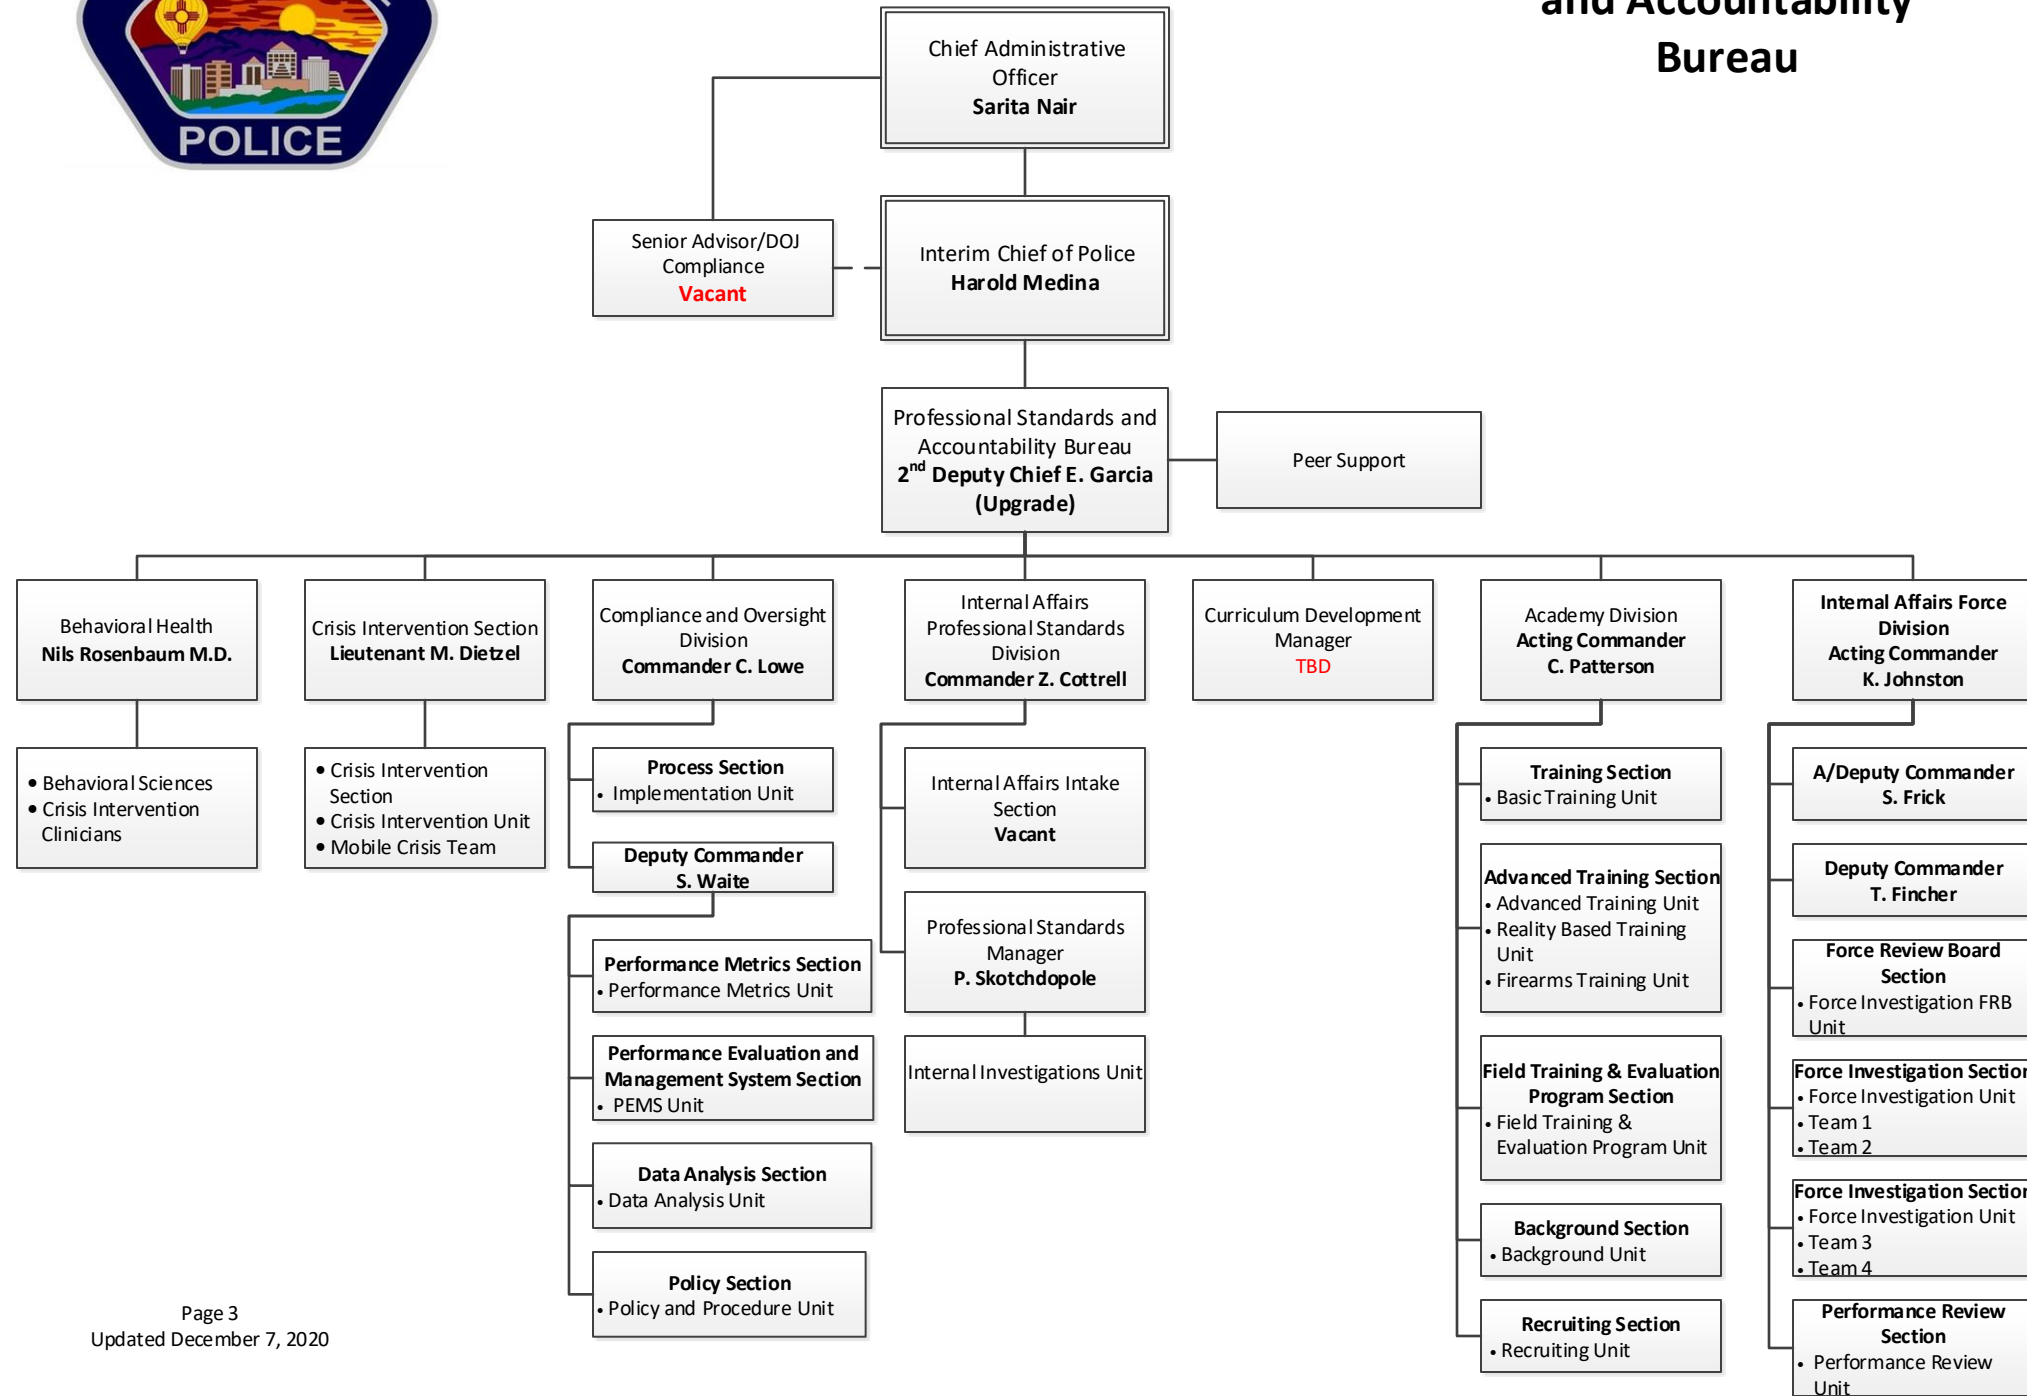 POLICE
and Accountability
Bureau
Chief Administrative
Officer
Sarita Nair
Senior Advisor/DOJ
Compliance
Vacant
Interim Chief of Police
Harold Medina
Professional Standards and
Accountability Bureau
2nd Deputy Chief E. Garcia
(Upgrade)
Peer Support
Behavioral Health
Nils Rosenbaum M.D.
Crisis Intervention Section
Lieutenant M. Dietzel
Compliance and Oversight
Division
Commander C. Lowe
Internal Affairs
Professional Standards
Division
Commander Z. Cottrell
Curriculum Development
Manager
TBD
Academy Division
Acting Commander
C. Patterson
Internal Affairs Force
Division
Acting Commander
K. Johnston
• Behavioral Sciences
• Crisis Intervention
Clinicians
• Crisis Intervention
Section
• Crisis Intervention Unit
• Mobile Crisis Team
Process Section
• Implementation Unit
Deputy Commander
S. Waite
Performance Metrics Section
• Performance Metrics Unit
Performance Evaluation and
Management System Section
• PEMS Unit
Data Analysis Section
• Data Analysis Unit
Policy Section
• Policy and Procedure Unit
Internal Affairs Intake
Section
Vacant
Professional Standards
Manager
P. Skotchdopole
Internal Investigations Unit
Training Section
• Basic Training Unit
Advanced Training Section
• Advanced Training Unit
• Reality Based Training
Unit
• Firearms Training Unit
Field Training & Evaluation
Program Section
• Field Training &
Evaluation Program Unit
Background Section
• Background Unit
Recruiting Section
• Recruiting Unit
A/Deputy Commander
S. Frick
Deputy Commander
T. Fincher
Force Review Board
Section
• Force Investigation FRB
Unit
Force Investigation Section
• Force Investigation Unit
• Team 1
• Team 2
Force Investigation Section
• Force Investigation Unit
• Team 3
• Team 4
Performance Review
Section
• Performance Review
Unit
Page 3
Updated December 7, 2020